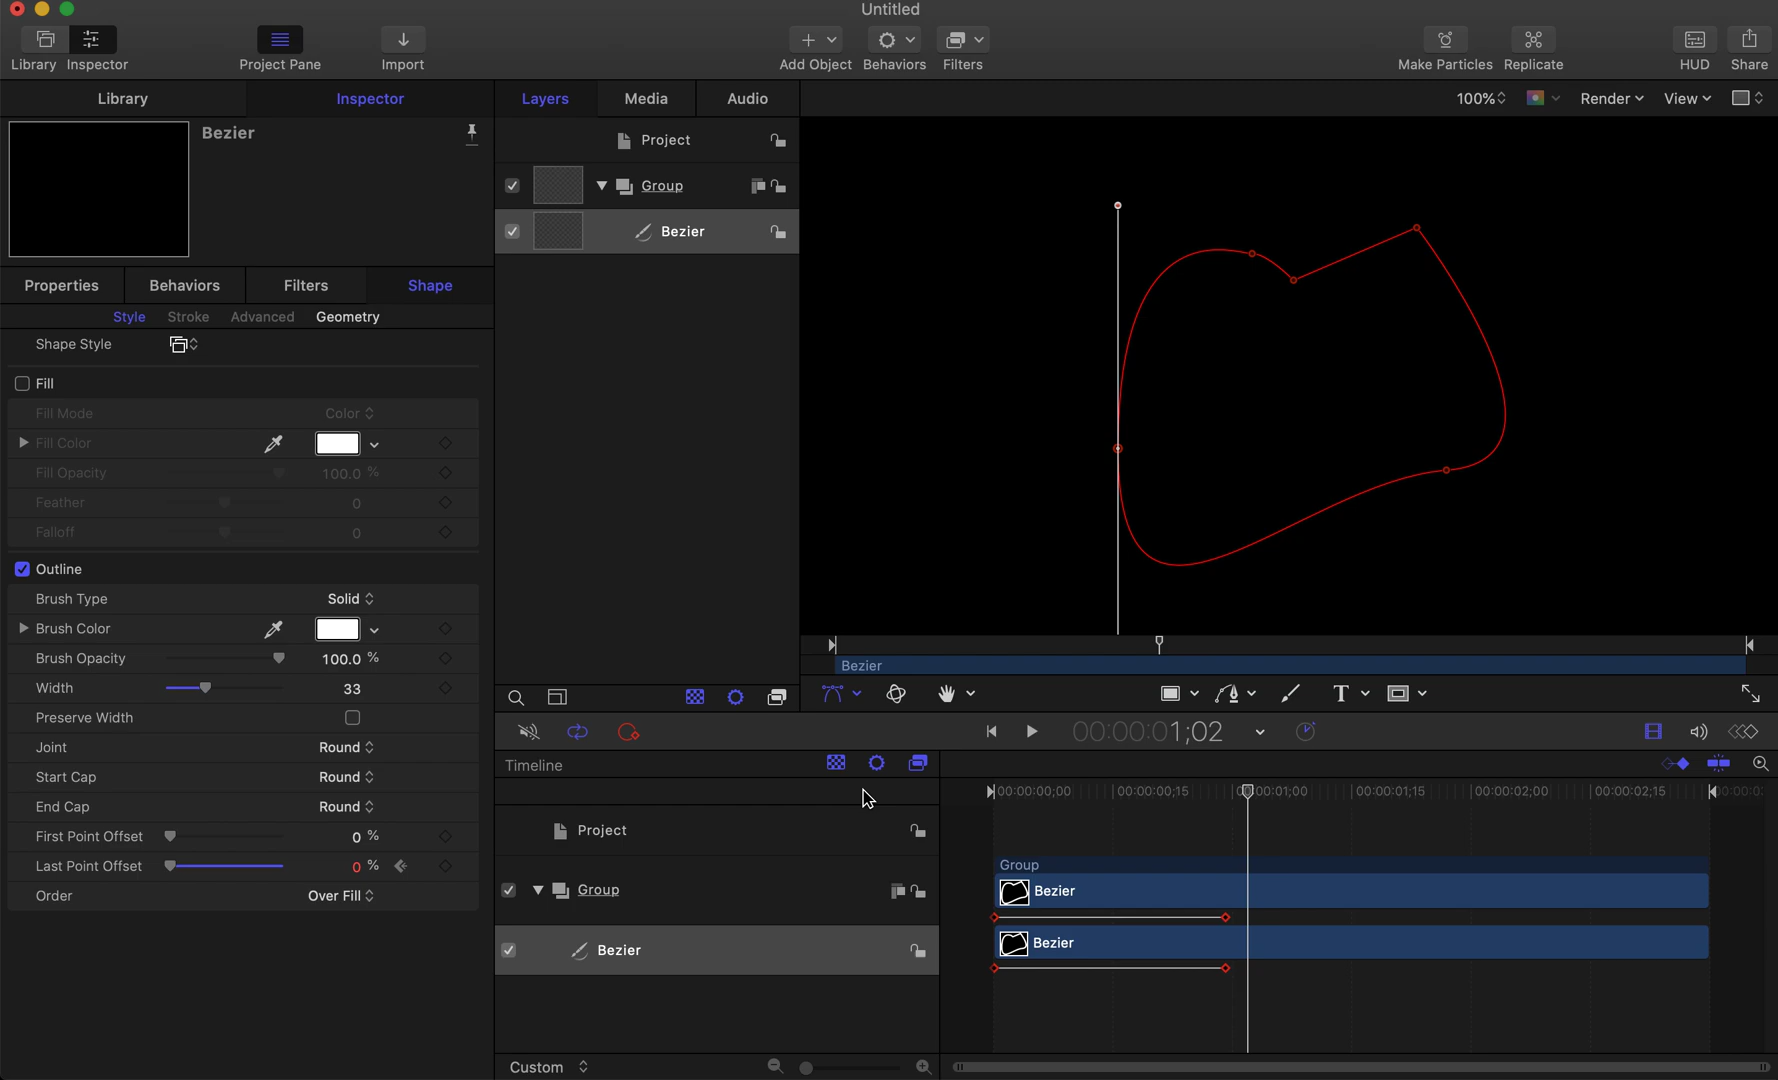 Untitled
Library
Inspector
Project Pane
Import
Add Object
Behaviors
Filters
Make Particles
Replicate
HUD
Share
Library
Inspector
Layers
Media
Audio
100%
Render
View
Bezier
Project
Group
Bezier
Properties
Behaviors
Filters
Shape
Style
Stroke
Advanced
Geometry
Shape Style
Fill
Fill Mode
Color
Fill Color
Fill Opacity
100.0 %
Feather
0
Falloff
0
Outline
Brush Type
Solid
Brush Color
Brush Opacity
100.0 %
Width
33
Preserve Width
Joint
Round
Start Cap
Round
End Cap
Round
First Point Offset
0 %
Last Point Offset
0 %
Order
Over Fill
Bezier
T
00:00:01;02
Timeline
00:00:00;00
00:00:00;15
00:00:01;15
00:00:02;00
00:00:02;15
Project
Group
Bezier
Group
Bezier
Bezier
Custom